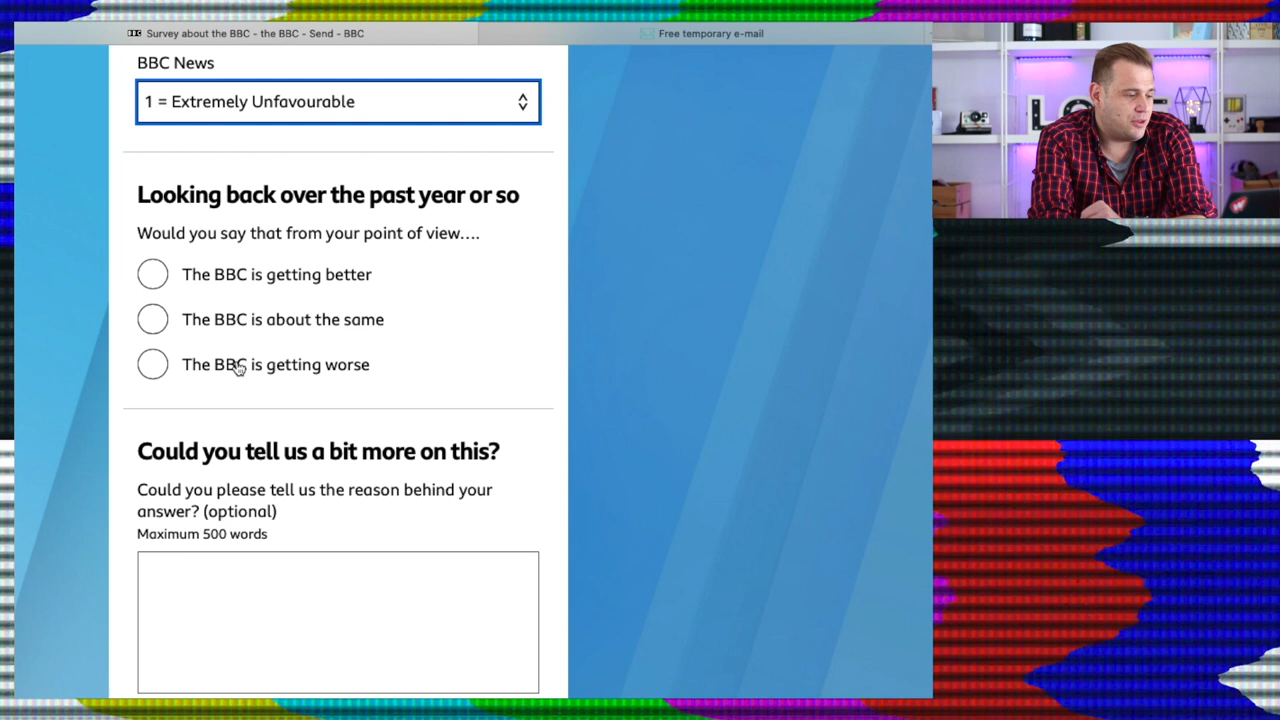 BBC Survey about the BBC - the BBC - Send - BBC
Free temporary e-mail
BBC News
1 = Extremely Unfavourable
Looking back over the past year or so
Would you say that from your point of view....
The BBC is getting better
The BBC is about the same
The BBC is getting worse
Could you tell us a bit more on this?
Could you please tell us the reason behind your
answer? (optional)
Maximum 500 words